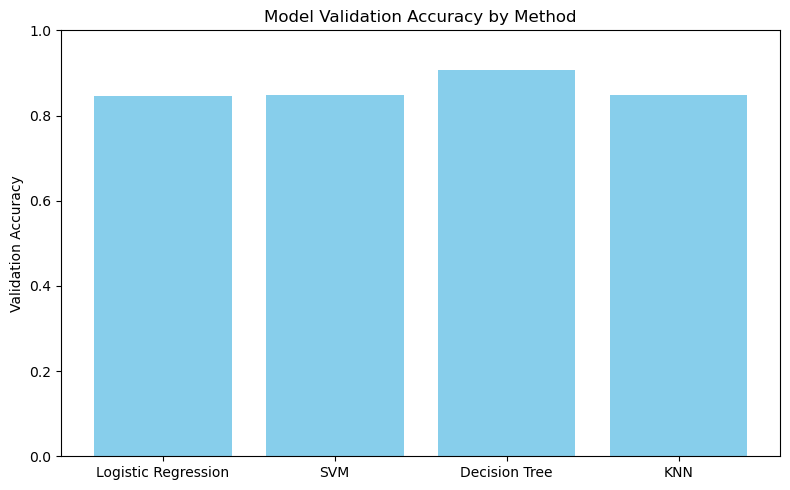 Model Validation Accuracy by Method
Validation Accuracy
1.0
0.8
0.6
0.4
0.2
0.0
Logistic Regression
SVM
Decision Tree
KNN